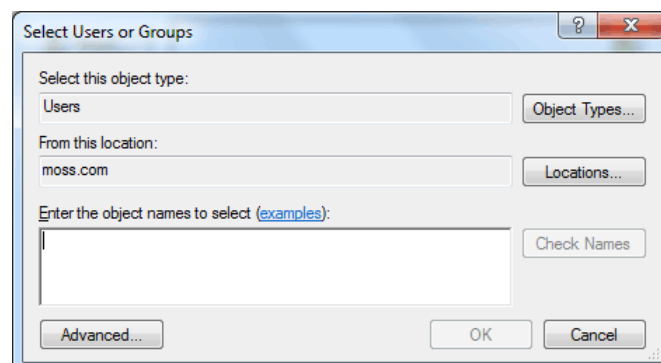 Select Users or Groups
Select this object type:
Users
Object Types...
From this location:
moss.com
Locations...
Enter the object names to select (examples):
Check Names
Advanced...
OK
Cancel